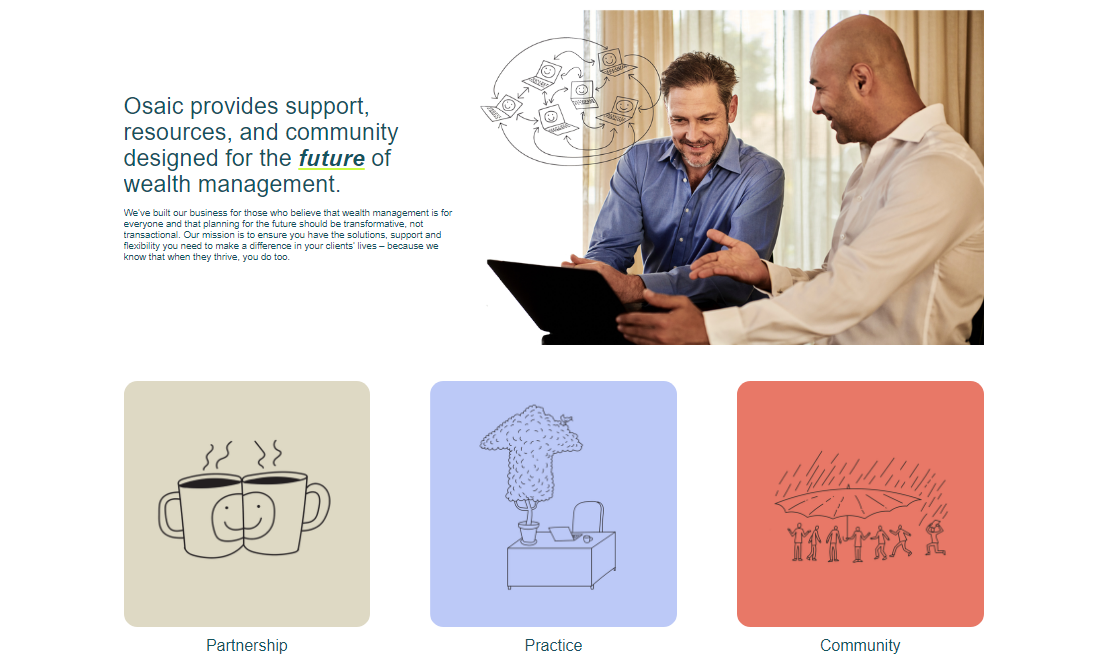 Osaic provides support,
resources, and community
designed for the future of
wealth management.
We've built our business for those who believe that wealth management is for
everyone and that planning for the future should be transformative, not
transactional. Our mission is to ensure you have the solutions, support and
flexibility you need to make a difference in your clients' lives – because we
know that when they thrive, you do too.
Partnership
Practice
Community